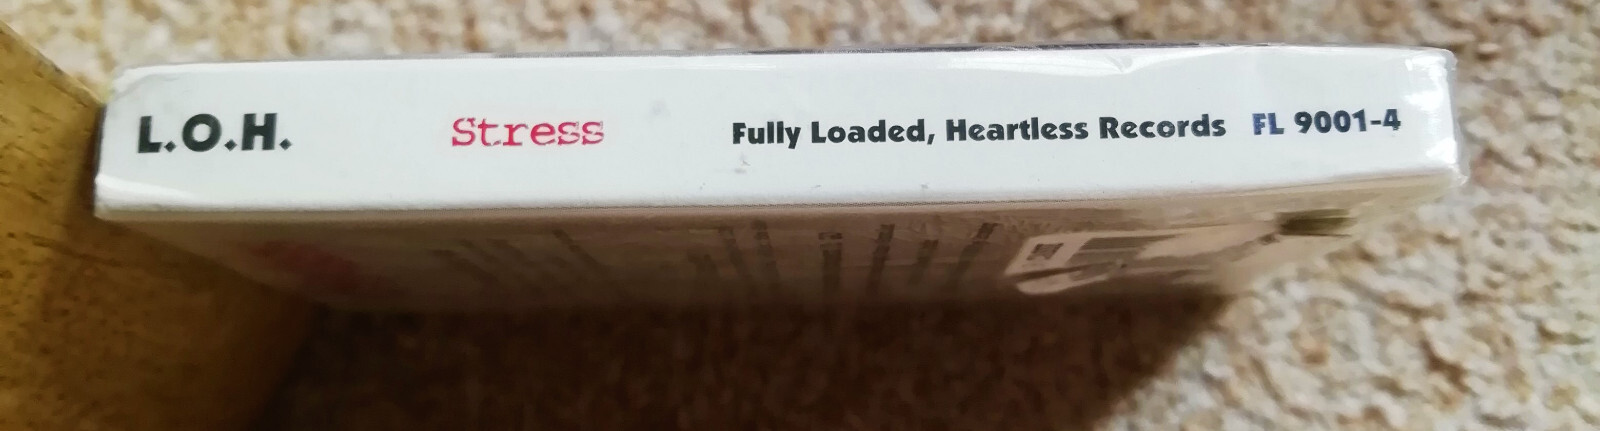 L.O.H. Stress Fully Loaded, Heartless Records FL 9001-4